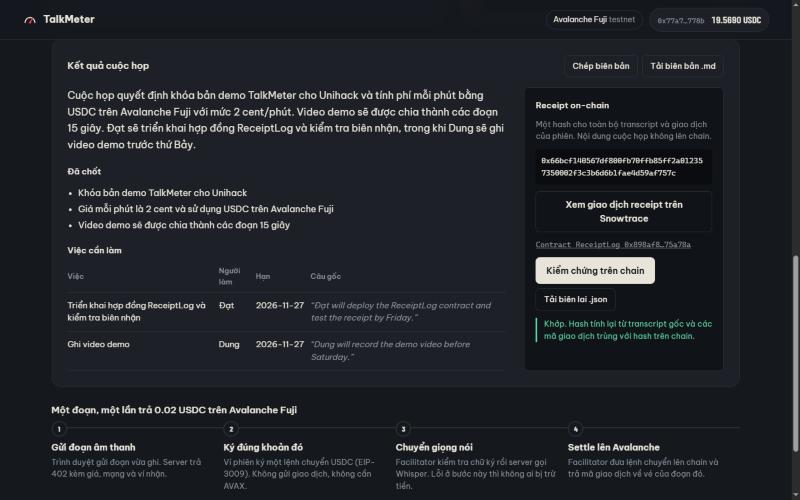 TalkMeter
Avalanche Fuji testnet
0x77a7…778b 19.5690 USDC
Kết quả cuộc họp
Chép biên bản
Tải biên bản .md
Cuộc họp quyết định khóa bản demo TalkMeter cho Unihack và tính phí mỗi phút bằng
USDC trên Avalanche Fuji với mức 2 cent/phút. Video demo sẽ được chia thành các đoạn
15 giây. Đạt sẽ triển khai hợp đồng ReceiptLog và kiểm tra biên nhận, trong khi Dung sẽ ghi
video demo trước thứ Bảy.
Đã chốt
• Khóa bản demo TalkMeter cho Unihack
• Giá mỗi phút là 2 cent và sử dụng USDC trên Avalanche Fuji
• Video demo sẽ được chia thành các đoạn 15 giây
Việc cần làm
Việc
Người
làm
Hạn
Câu gốc
Triển khai hợp đồng ReceiptLog và
kiểm tra biên nhận
Đạt
2026-11-27
“Đạt will deploy the ReceiptLog contract and
test the receipt by Friday.”
Ghi video demo
Dung
2026-11-27
“Dung will record the demo video before
Saturday.”
Receipt on-chain
Một hash cho toàn bộ transcript và giao dịch
của phiên. Nội dung cuộc họp không lên chain.
0x66bcf140567df800fb70ffb85ff2a01235
7350002f3c3b6d6b1fae4d59af757c
Xem giao dịch receipt trên
Snowtrace
Contract ReceiptLog 0x898af8…75a78a
Kiểm chứng trên chain
Tải biên lai .json
Khớp. Hash tính lại từ transcript gốc và các
mã giao dịch trùng với hash trên chain.
Một đoạn, một lần trả 0.02 USDC trên Avalanche Fuji
1
Gửi đoạn âm thanh
Trình duyệt gửi đoạn vừa ghi. Server trả
402 kèm giá, mạng và ví nhận.
2
Ký đúng khoản đó
Ví phiên ký một lệnh chuyển USDC (EIP-
3009). Không gửi giao dịch, không cần
AVAX.
3
Chuyển giọng nói
Facilitator kiểm tra chữ ký rồi server gọi
Whisper. Lỗi ở bước này thì không ai bị trừ
tiền.
4
Settle lên Avalanche
Facilitator đưa lệnh chuyển lên chain và
trả mã giao dịch về vé của đoạn đó.